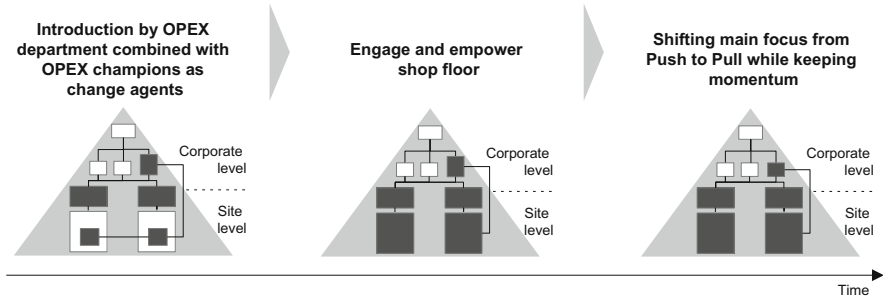 Introduction by OPEX
department combined with
OPEX champions as
change agents
Engage and empower
shop floor
Shifting main focus from
Push to Pull while keeping
momentum
Corporate
level
Site
level
Corporate
level
Site
level
Corporate
level
Site
level
Time